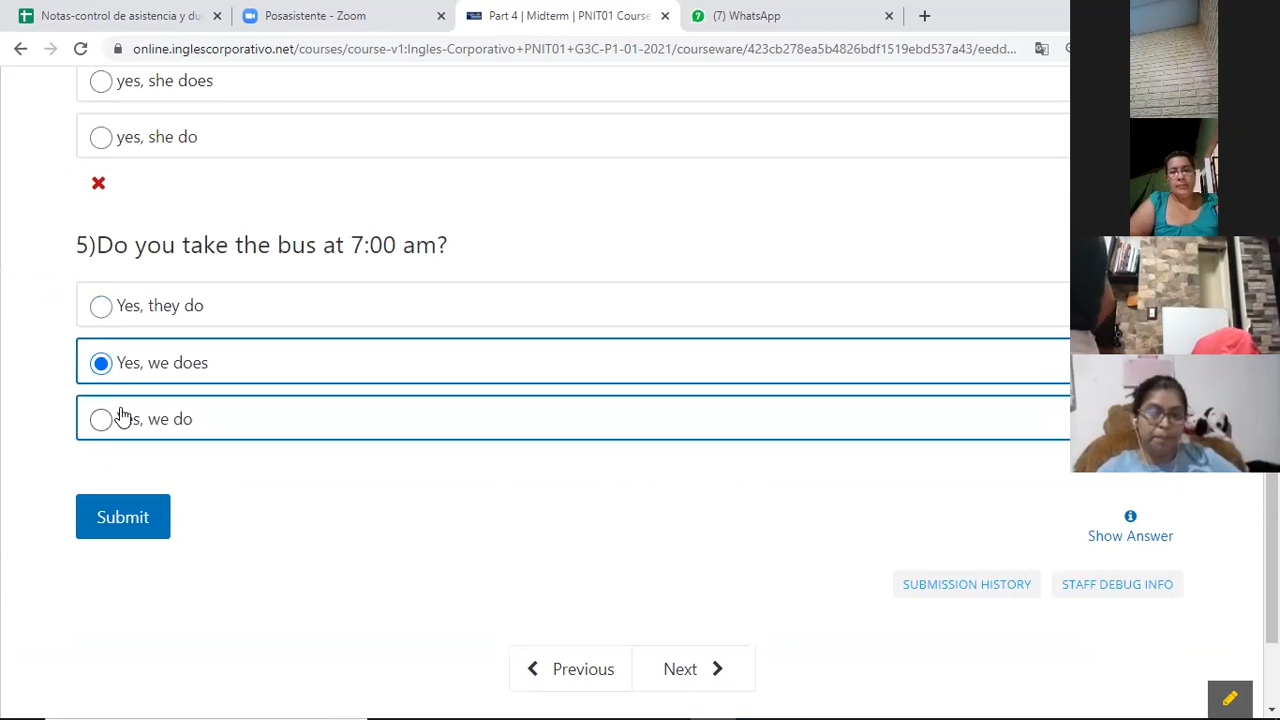 Notas-control de asistencia y du
Posasistente - Zoom
Part 4 | Midterm | PNIT01 Course
(7) WhatsApp
online.inglescorporativo.net/courses/course-v1:Ingles-Corporativo+PNIT01+G3C-P1-01-2021/courseware/423cb278ea5b4826bdf1519ebd537a43/eedd...
yes, she does
yes, she do
5)Do you take the bus at 7:00 am?
Yes, they do
Yes, we does
we do
Submit
Show Answer
SUBMISSION HISTORY
STAFF DEBUG INFO
Previous
Next